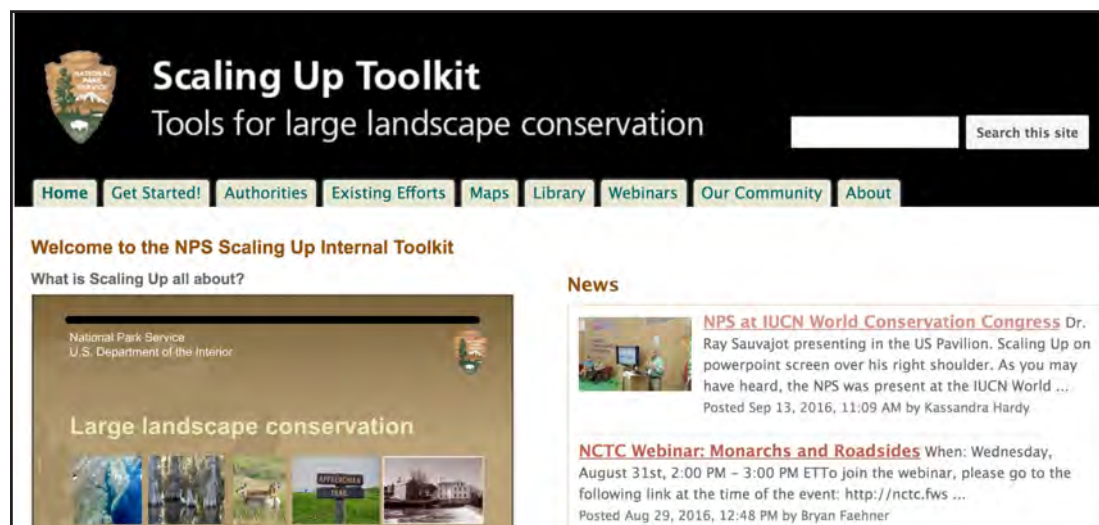 NATIONAL
PARK
SERVICE
Scaling Up Toolkit
Tools for large landscape conservation
Search this site
Home Get Started! Authorities Existing Efforts Maps Library Webinars Our Community About
Welcome to the NPS Scaling Up Internal Toolkit
What is Scaling Up all about?
National Park Service
U.S. Department of the Interior
Large landscape conservation
APPALACHIAN
TRAIL
News
NPS at IUCN World Conservation Congress Dr.
Ray Sauvajot presenting in the US Pavilion. Scaling Up on
powerpoint screen over his right shoulder. As you may
have heard, the NPS was present at the IUCN World ...
Posted Sep 13, 2016, 11:09 AM by Kassandra Hardy
NCTC Webinar: Monarchs and Roadsides When: Wednesday,
August 31st, 2:00 PM – 3:00 PM ETTo join the webinar, please go to the
following link at the time of the event: http://nctc.fws ...
Posted Aug 29, 2016, 12:48 PM by Bryan Faehner